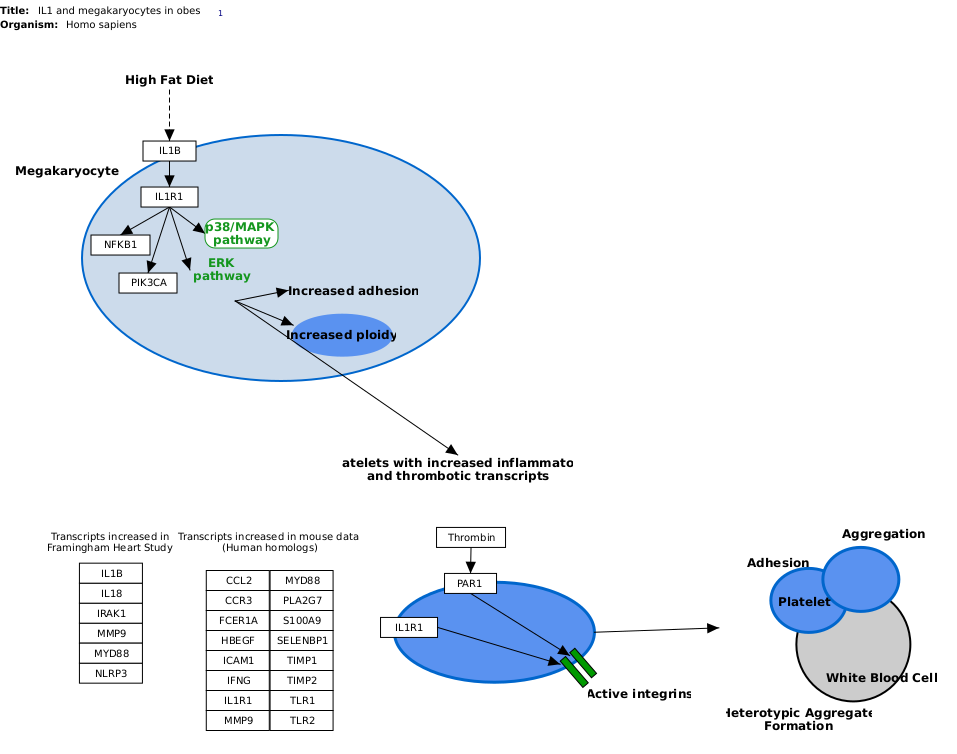 Title: IL1 and megakaryocytes in obes 1
Organism: Homo sapiens
High Fat Diet
IL1B
Megakaryocyte
IL1R1
p38/MAPK
pathway
NFKB1
ERK
pathway
PIK3CA
Increased adhesion
Increased ploidy
atelets with increased inflammato
and thrombotic transcripts
Transcripts increased in
Framingham Heart Study
IL1B
IL18
IRAK1
MMP9
MYD88
NLRP3
Transcripts increased in mouse data
(Human homologs)
CCL2 MYD88
CCR3 PLA2G7
FCER1A S100A9
HBEGF SELENBP1
ICAM1 TIMP1
IFNG TIMP2
IL1R1 TLR1
MMP9 TLR2
Thrombin
PAR1
IL1R1
Active integrins
Aggregation
Adhesion
Platelet
White Blood Cell
Heterotypic Aggregate
Formation